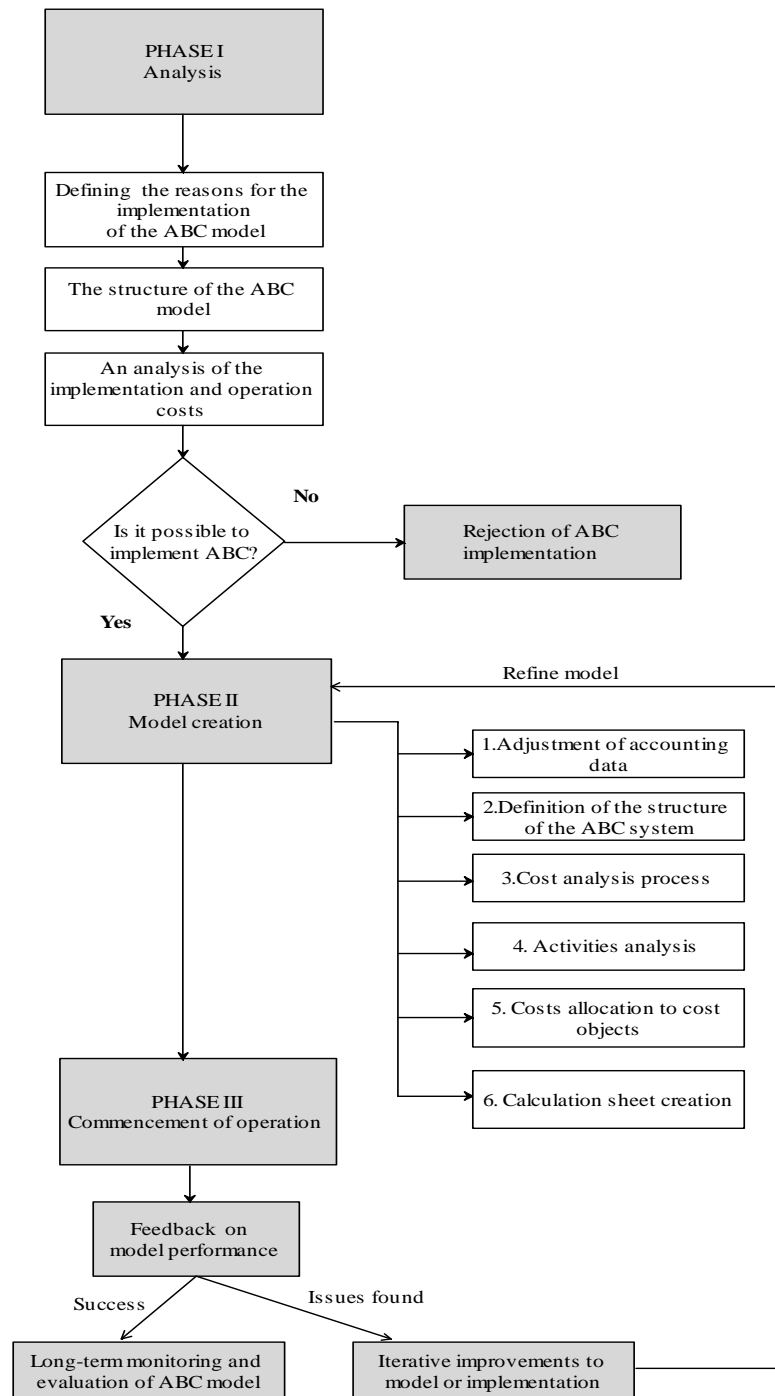 PHASE I
Analysis
Defining the reasons for the
implementation
of the ABC model
The structure of the ABC
model
An analysis of the
implementation and operation
costs
Is it possible to
implement ABC?
No
Rejection of ABC
implementation
Yes
PHASE II
Model creation
Refine model
1.Adjustment of accounting
data
2.Definition of the structure
of the ABC system
3.Cost analysis process
4. Activities analysis
5. Costs allocation to cost
objects
6. Calculation sheet creation
PHASE III
Commencement of operation
Feedback on
model performance
Success
Issues found
Long-term monitoring and
evaluation of ABC model
Iterative improvements to
model or implementation